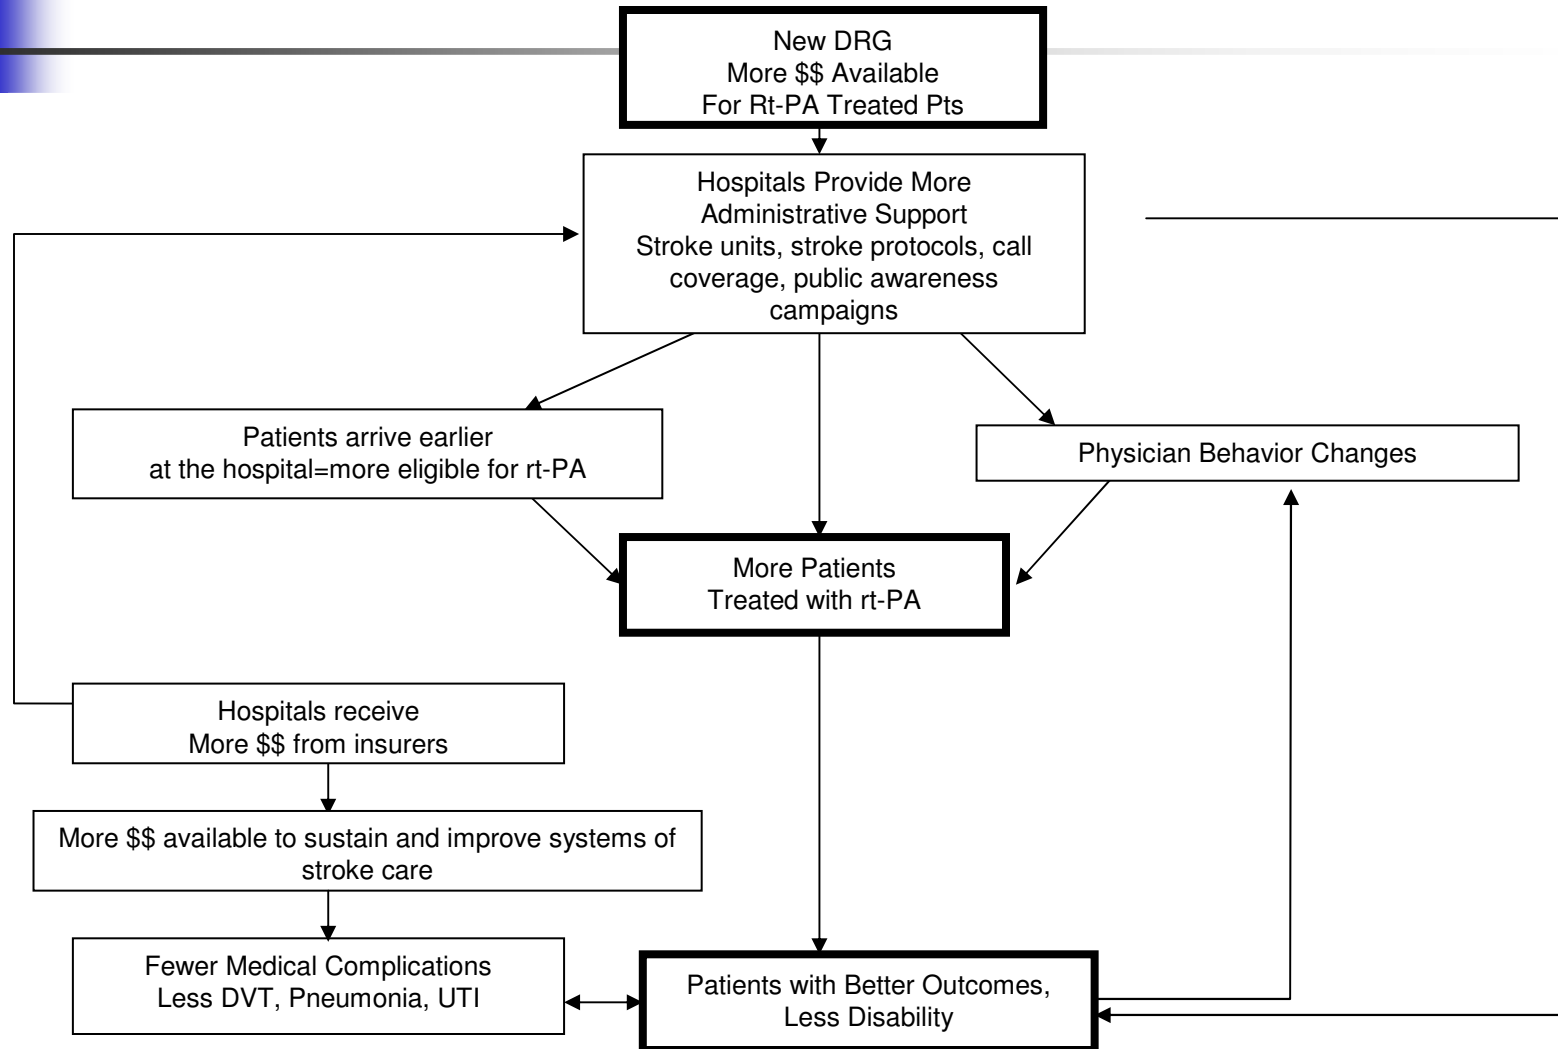 New DRG
More $$ Available
For Rt-PA Treated Pts
Hospitals Provide More
Administrative Support
Stroke units, stroke protocols, call
coverage, public awareness
campaigns
Patients arrive earlier
at the hospital=more eligible for rt-PA
Physician Behavior Changes
More Patients
Treated with rt-PA
Hospitals receive
More $$ from insurers
More $$ available to sustain and improve systems of
stroke care
Fewer Medical Complications
Less DVT, Pneumonia, UTI
Patients with Better Outcomes,
Less Disability